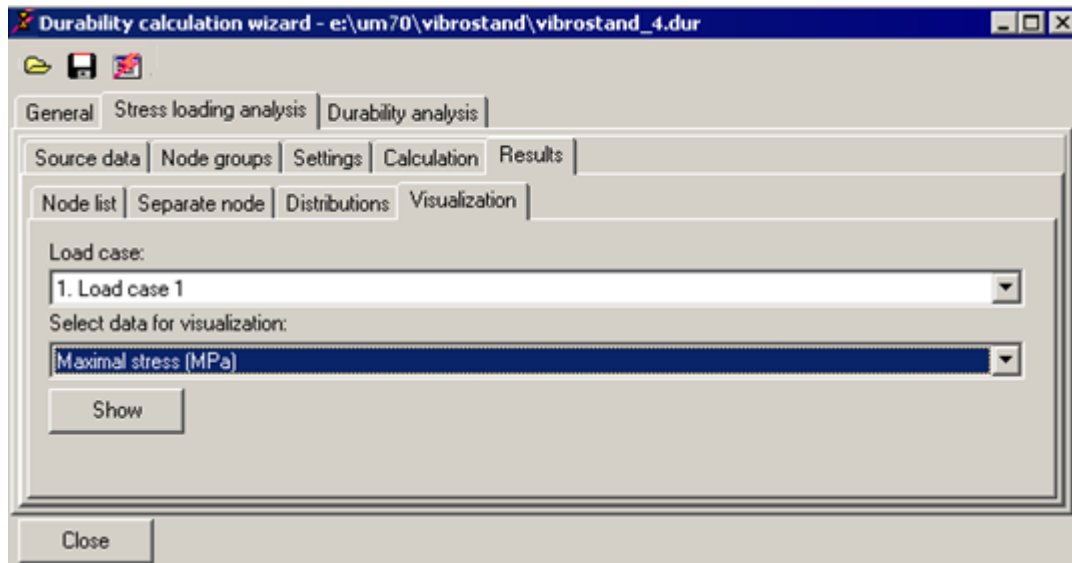 Durability calculation wizard - e:\um70\vibrostand\vibrostand_4.dur
General Stress loading analysis Durability analysis
Source data Node groups Settings Calculation Results
Node list Separate node Distributions Visualization
Load case:
1. Load case 1
Select data for visualization:
Maximal stress (MPa)
Show
Close